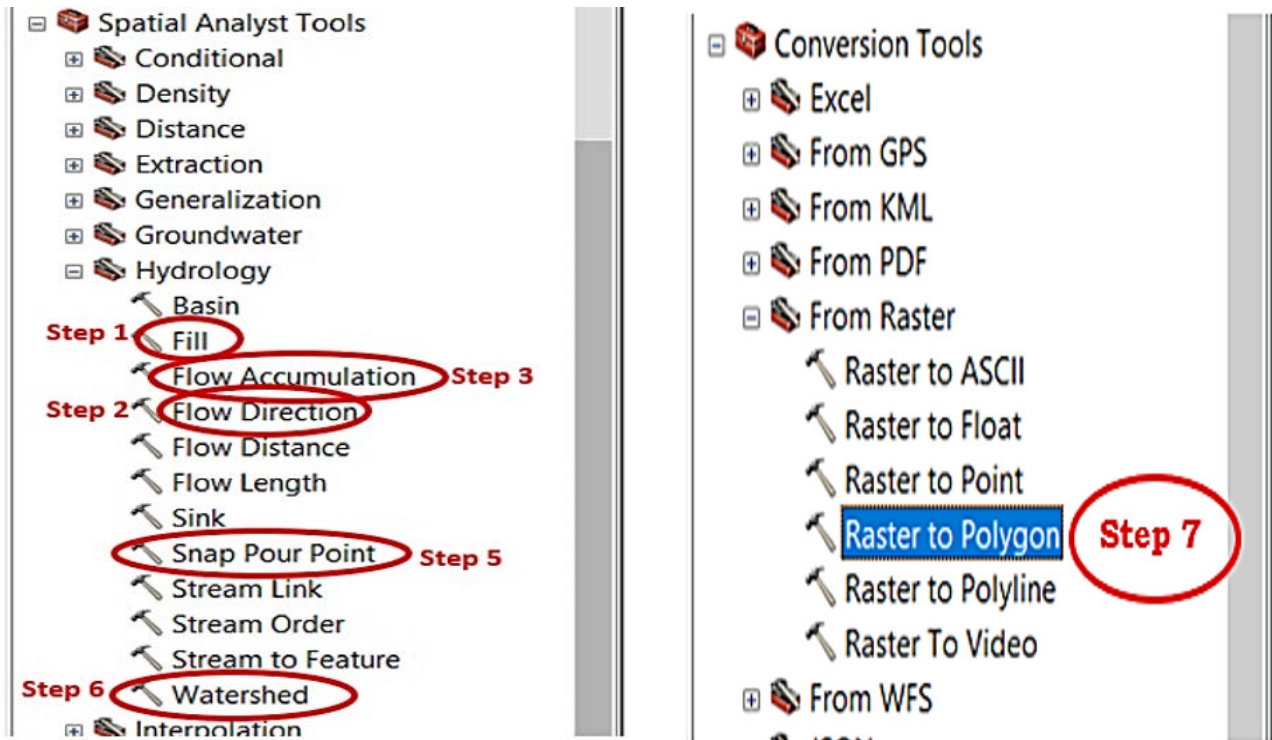 Spatial Analyst Tools
Conditional
Density
Distance
Extraction
Generalization
Groundwater
Hydrology
Basin
Step 1 Fill
Flow Accumulation Step 3
Step 2 Flow Direction
Flow Distance
Flow Length
Sink
Snap Pour Point Step 5
Stream Link
Stream Order
Stream to Feature
Step 6 Watershed
Interpolation
Conversion Tools
Excel
From GPS
From KML
From PDF
From Raster
Raster to ASCII
Raster to Float
Raster to Point
Raster to Polygon Step 7
Raster to Polyline
Raster To Video
From WFS
JSON